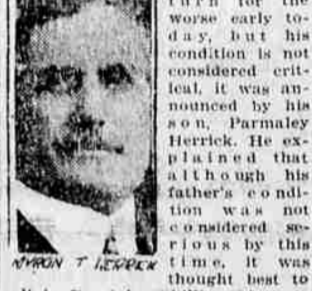 turn for the
worse early to-
day, but his
condition is not
considered crit-
ical, it was an-
nounced by his
son, Parmaley
Herrick. He ex-
plained that
although his
father's condi-
tion was not
considered se-
rious by this
time, it was
thought best to
MYRON T HERRICK